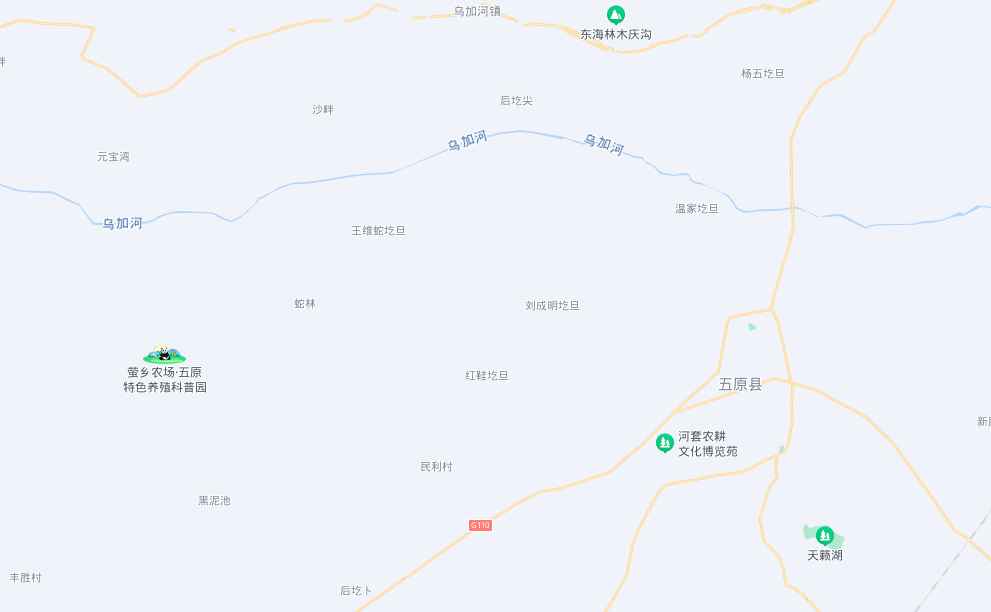 乌加河镇
东海林木庆沟
畔
杨五圪旦
后圪尖
沙畔
乌加河
乌加河
元宝湾
温家圪旦
乌加河
王维蛇圪旦
蛇林
刘成明圪旦
萤乡农场·五原
特色养殖科普园
红鞋圪旦
五原县
新
河套农耕
文化博览苑
民利村
黑泥池
G110
天籁湖
丰胜村
后圪卜